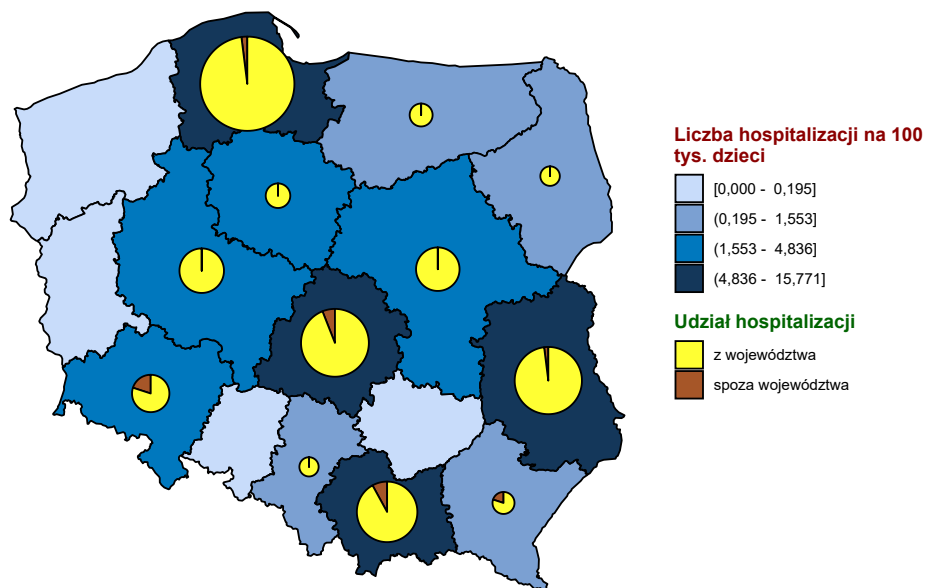 Liczba hospitalizacji na 100
tys. dzieci
[0,000 - 0,195]
(0,195 - 1,553]
(1,553 - 4,836]
(4,836 - 15,771]
Udział hospitalizacji
z województwa
spoza województwa